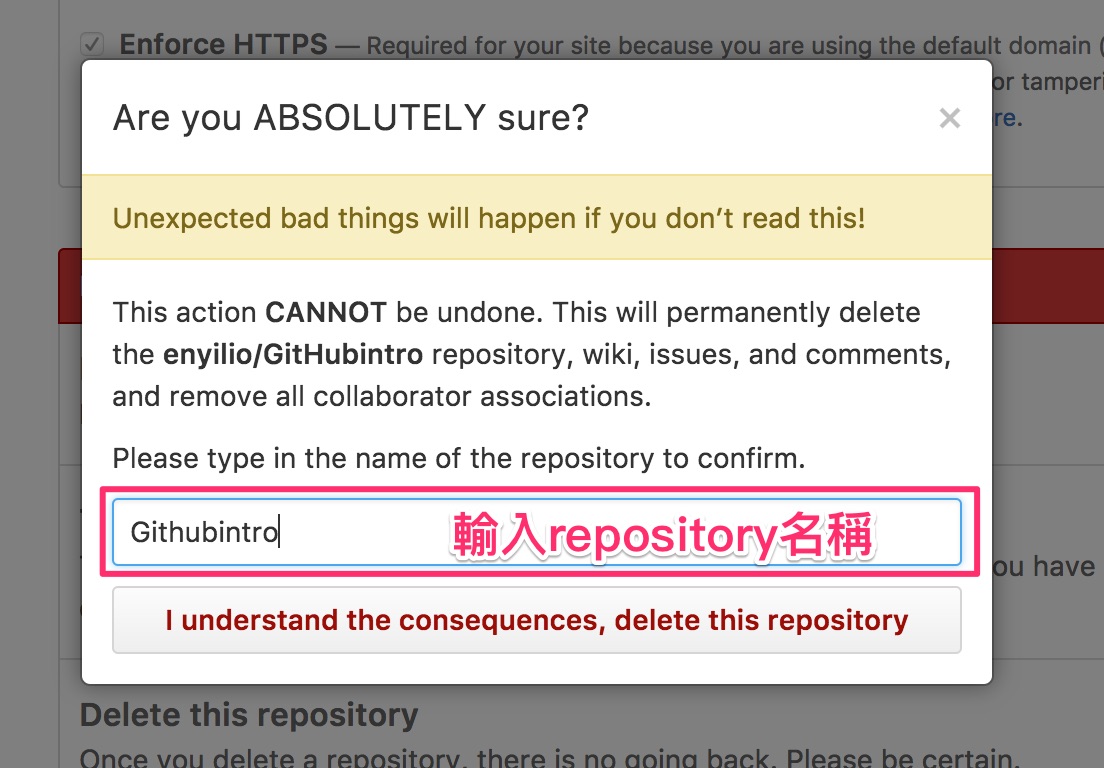 Enforce HTTPS — Required for your site because you are using the default domain (
or tamperi
re.
Are you ABSOLUTELY sure?
×
Unexpected bad things will happen if you don’t read this!
This action CANNOT be undone. This will permanently delete
the enyilio/GitHubintro repository, wiki, issues, and comments,
and remove all collaborator associations.
Please type in the name of the repository to confirm.
Githubintro
輸入repository名稱
ou have
I understand the consequences, delete this repository
Delete this repository
Once you delete a repository, there is no going back. Please be certain.